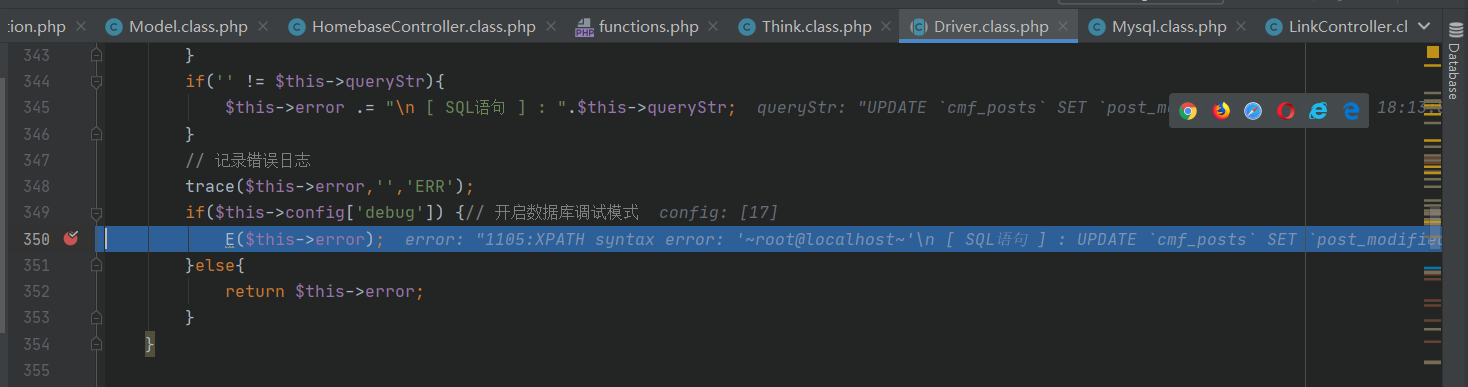 tion.php Model.class.php HomebaseController.class.php functions.php Think.class.php Driver.class.php Mysql.class.php LinkController.cl
Database
343 }
344 if('' != $this->queryStr){
345 $this->error .= "\n [ SQL语句 ] : ".$this->queryStr; queryStr: "UPDATE `cmf_posts` SET `post_mo 18:13:
346 }
347 // 记录错误日志
348 trace($this->error,'','ERR');
349 if($this->config['debug']) {// 开启数据库调试模式 config: [17]
350 E($this->error); error: "1105:XPATH syntax error: '~root@localhost~'\n [ SQL语句 ] : UPDATE `cmf_posts` SET `post_modifie
351 }else{
352 return $this->error;
353 }
354 }
355